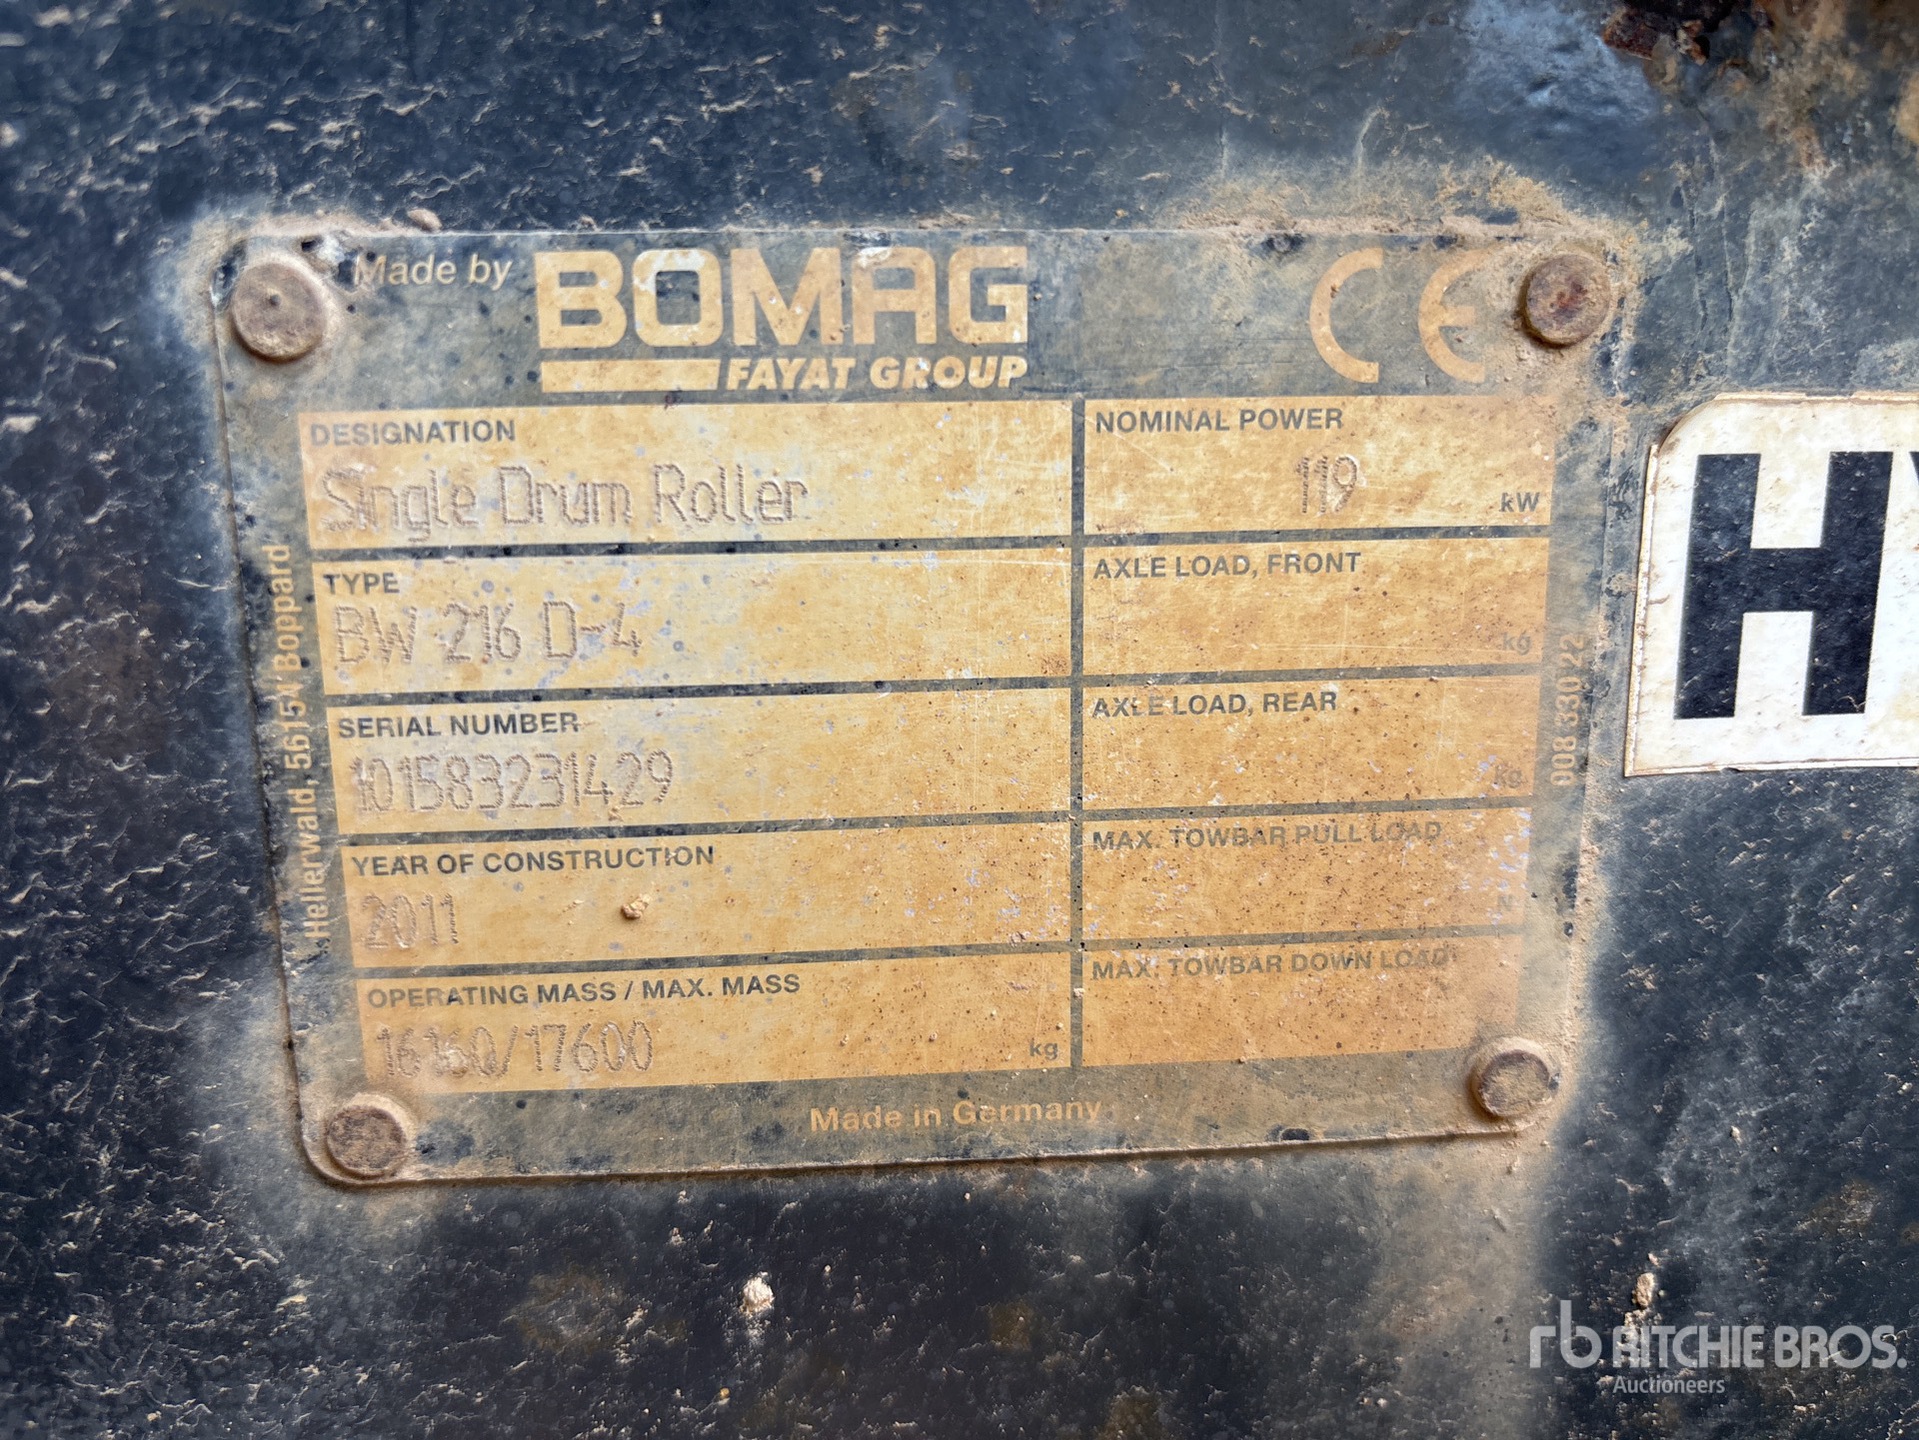 Made by BOMAG
FAYAT GROUP
CE
DESIGNATION
Single Drum Roller
NOMINAL POWER
119 kW
TYPE
BW 216 D-4
AXLE LOAD, FRONT
kg
SERIAL NUMBER
101583231429
AXLE LOAD, REAR
kg
YEAR OF CONSTRUCTION
2011
MAX. TOWBAR PULL LOAD
N
OPERATING MASS / MAX. MASS
16160/17600 kg
MAX. TOWBAR DOWN LOAD
Made in Germany
Hellerwald, 56154 Boppard
008 330 22
HY
rb RITCHIE BROS.
Auctioneers